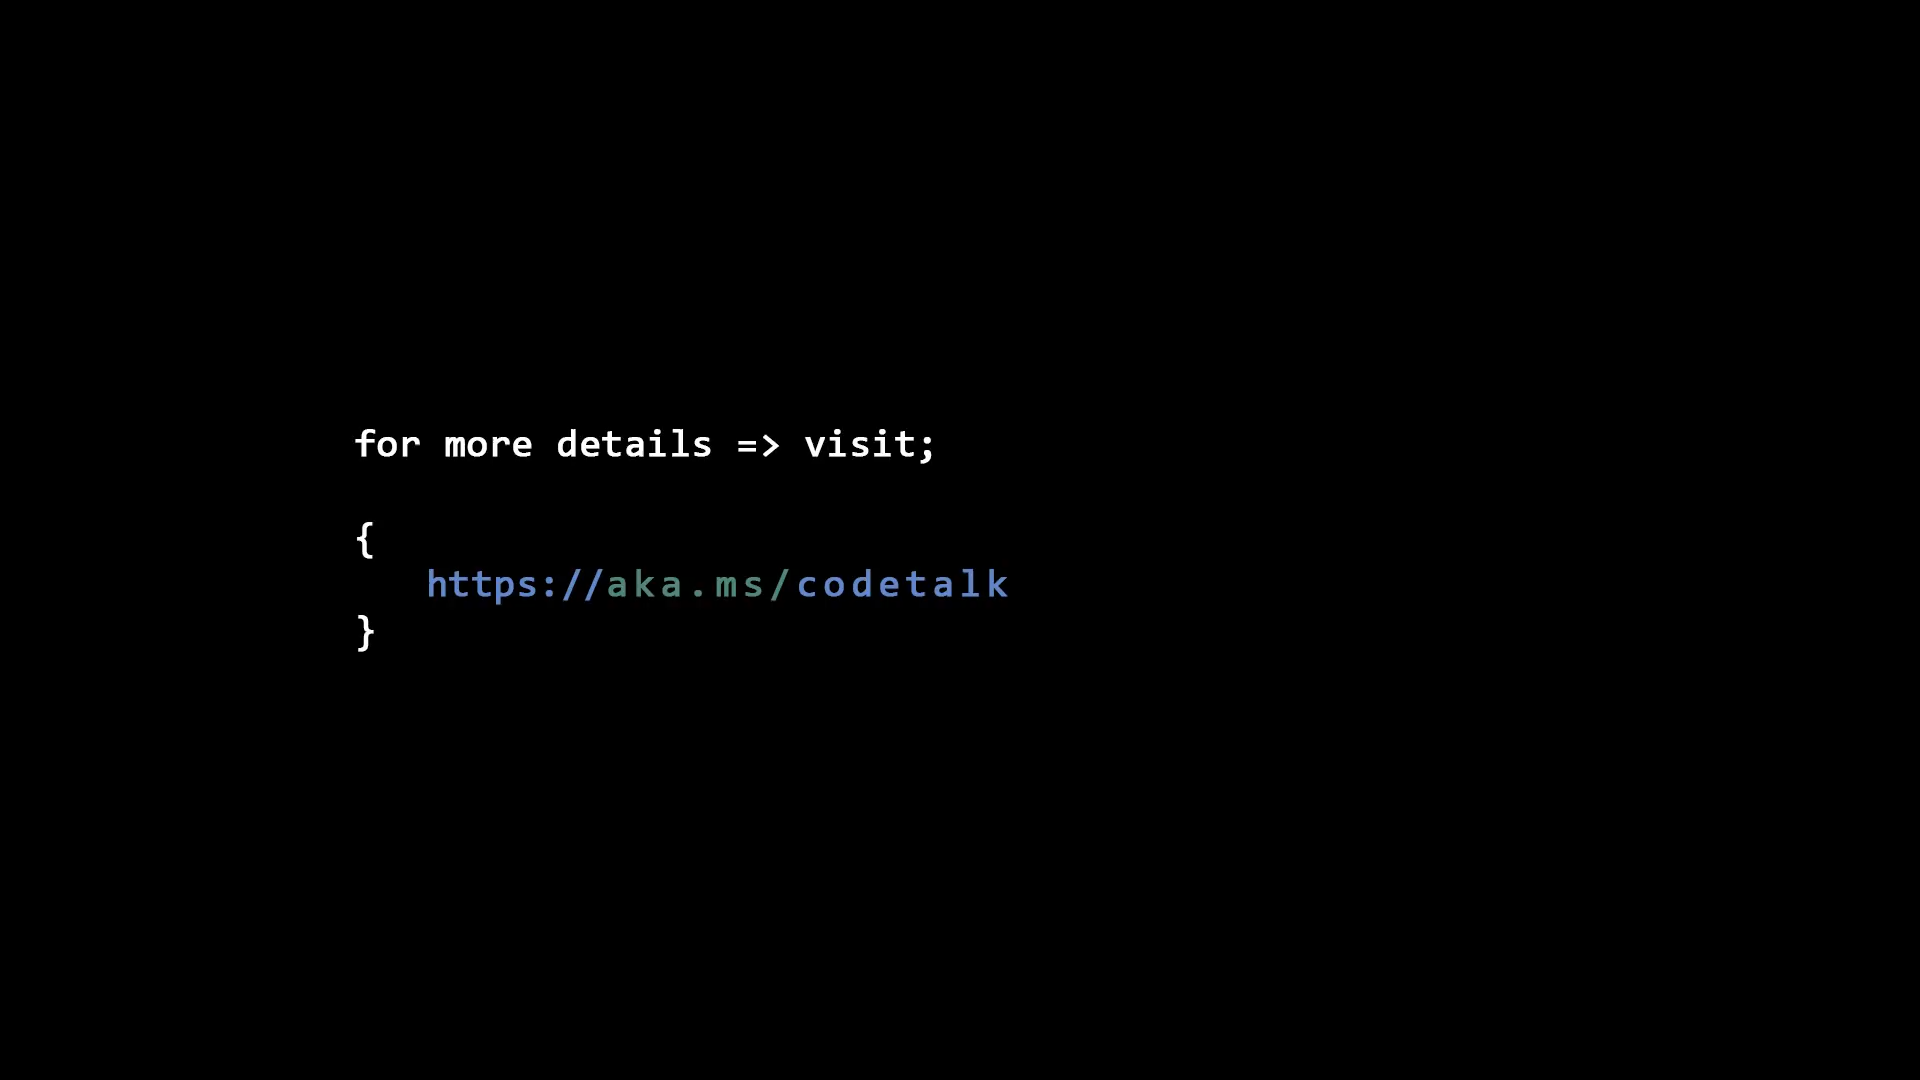 for more details => visit;
{
https://aka.ms/codetalk
}